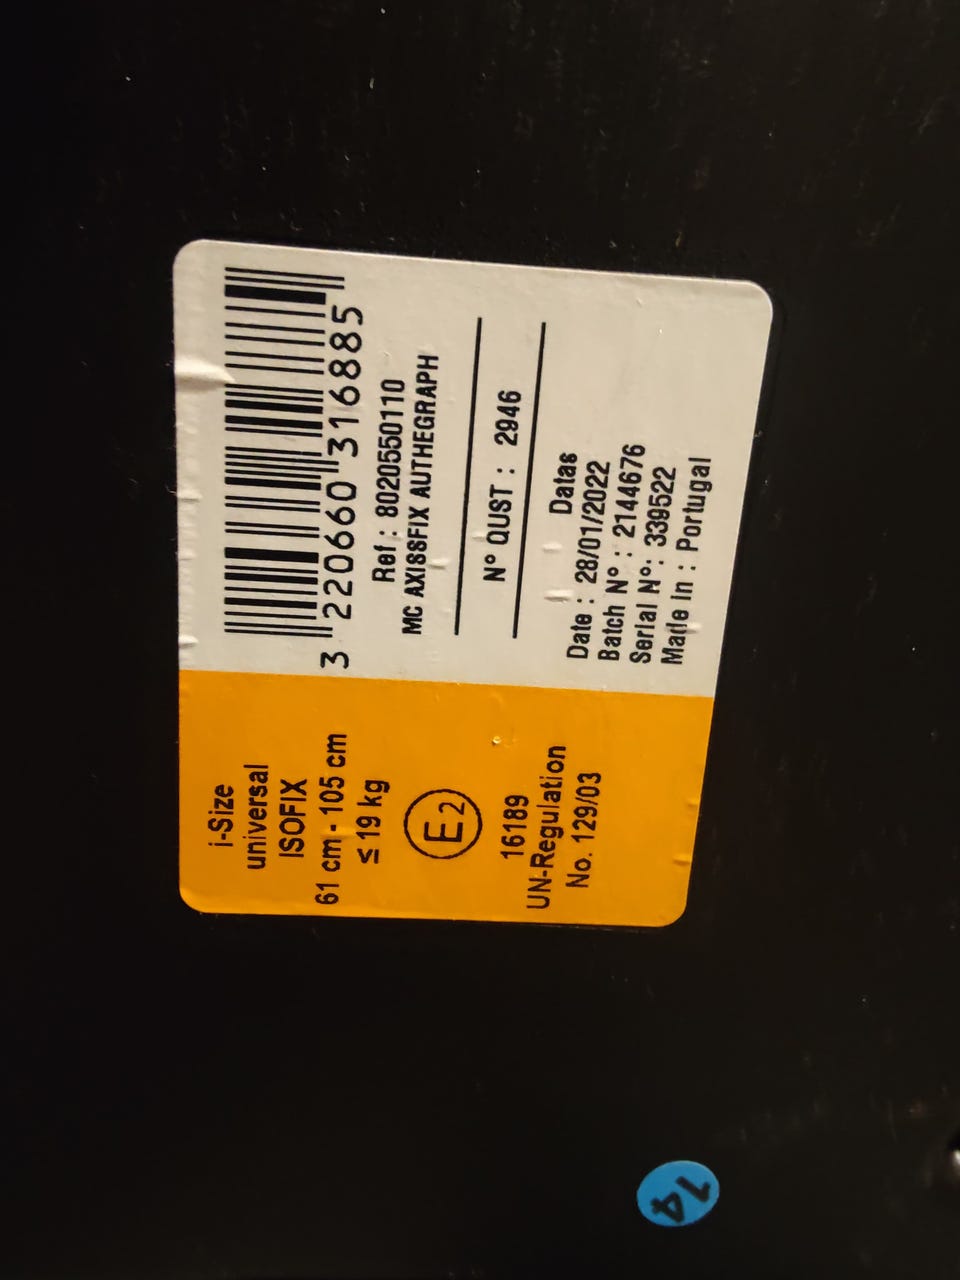 i-Size
universal
ISOFIX
61 cm - 105 cm
≤ 19 kg
E2
16189
UN-Regulation
No. 129/03
3 220660 316885
Ref : 8020550110
MC AXISSFIX AUTHEGRAPH
N° QUST : 2946
Datas
Date : 28/01/2022
Batch N° : 2144676
Serial N°: 339522
Made in : Portugal
14